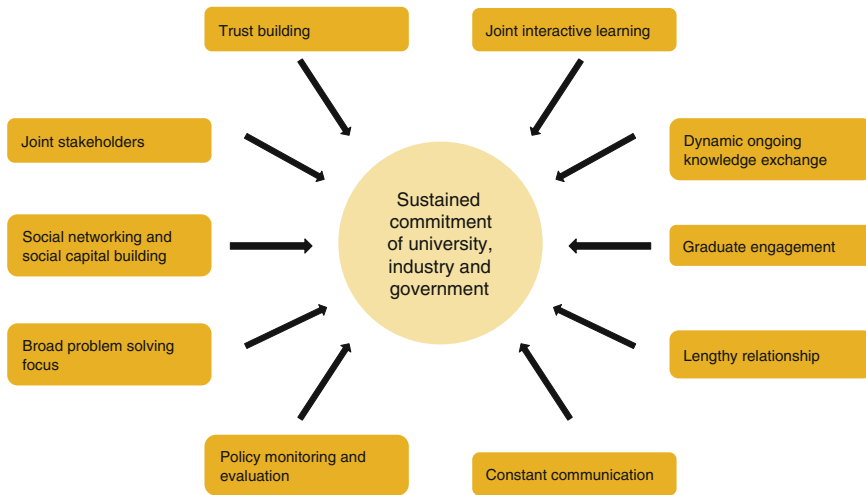 Trust building
Joint interactive learning
Joint stakeholders
Dynamic ongoing
knowledge exchange
Sustained
commitment
of university,
industry and
government
Social networking and
social capital building
Graduate engagement
Broad problem solving
focus
Lengthy relationship
Policy monitoring and
evaluation
Constant communication